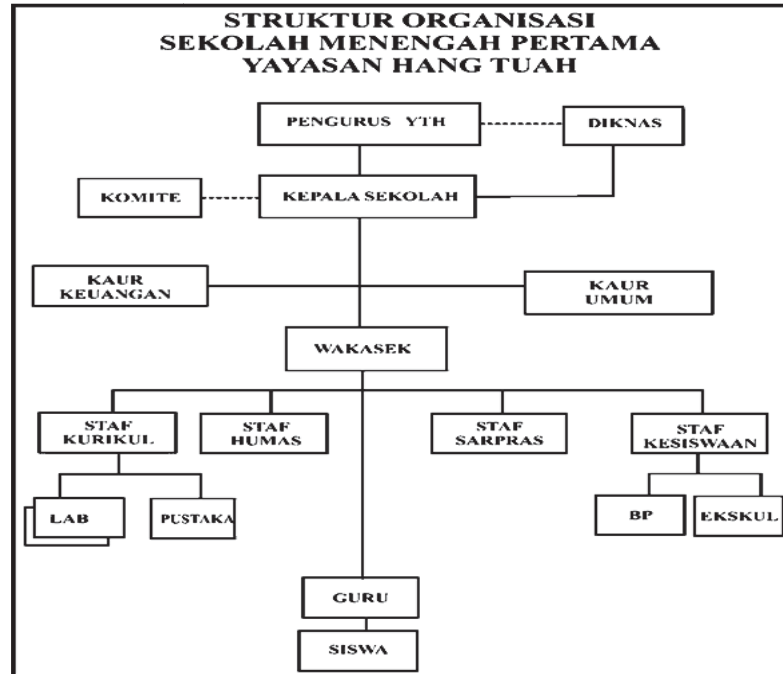 STRUKTUR ORGANISASI
SEKOLAH MENENGAH PERTAMA
YAYASAN HANG TUAH
PENGURUS YTH
DIKNAS
KOMITE
KEPALA SEKOLAH
KAUR
KEUANGAN
KAUR
UMUM
WAKASEK
STAF
KURIKUL
STAF
HUMAS
STAF
SARPRAS
STAF
KESISWAAN
LAB
PUSTAKA
BP
EKSKUL
GURU
SISWA